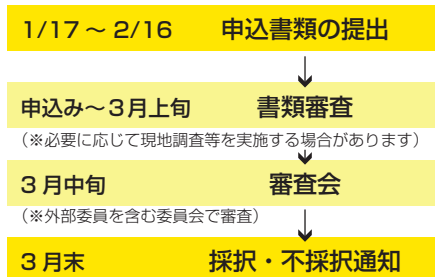 1/17～2/16 申込書類の提出
申込み～3月上旬 書類審査
（※必要に応じて現地調査等を実施する場合があります）
3月中旬 審査会
（※外部委員を含む委員会で審査）
3月末 採択・不採択通知